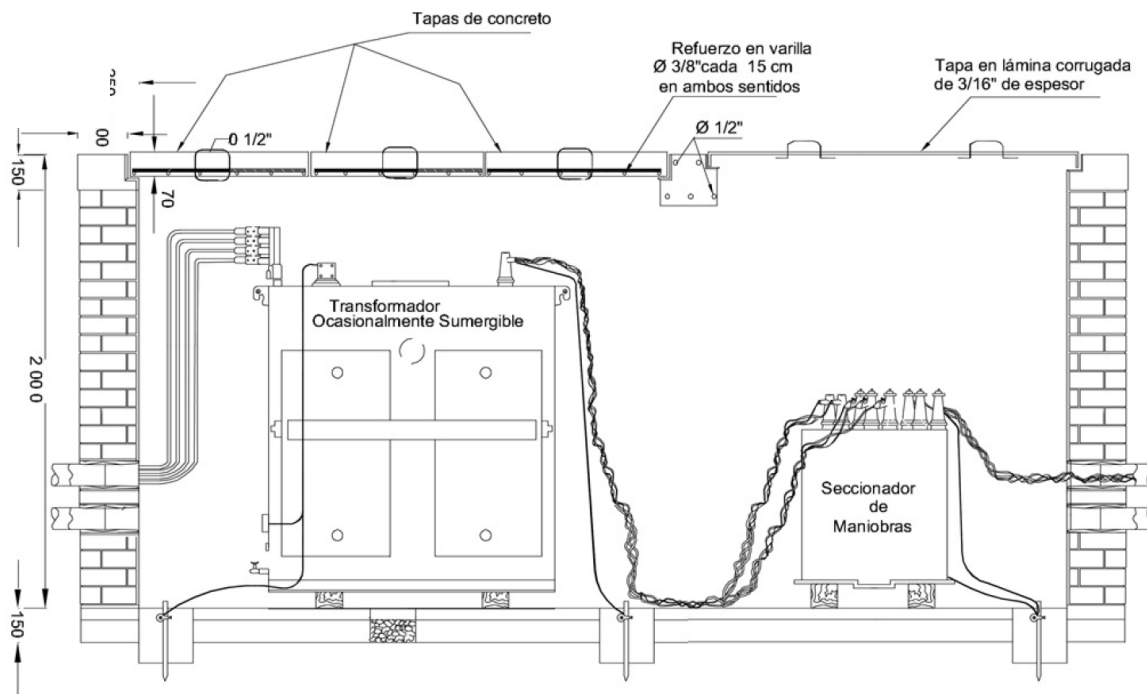 Tapas de concreto
Refuerzo en varilla
Ø 3/8"cada 15 cm
en ambos sentidos
Tapa en lámina corrugada
de 3/16" de espesor
0 1/2"
Ø 1/2"
00
150
70
Transformador
Ocasionalmente Sumergible
2 00 0
Seccionador
de
Maniobras
150